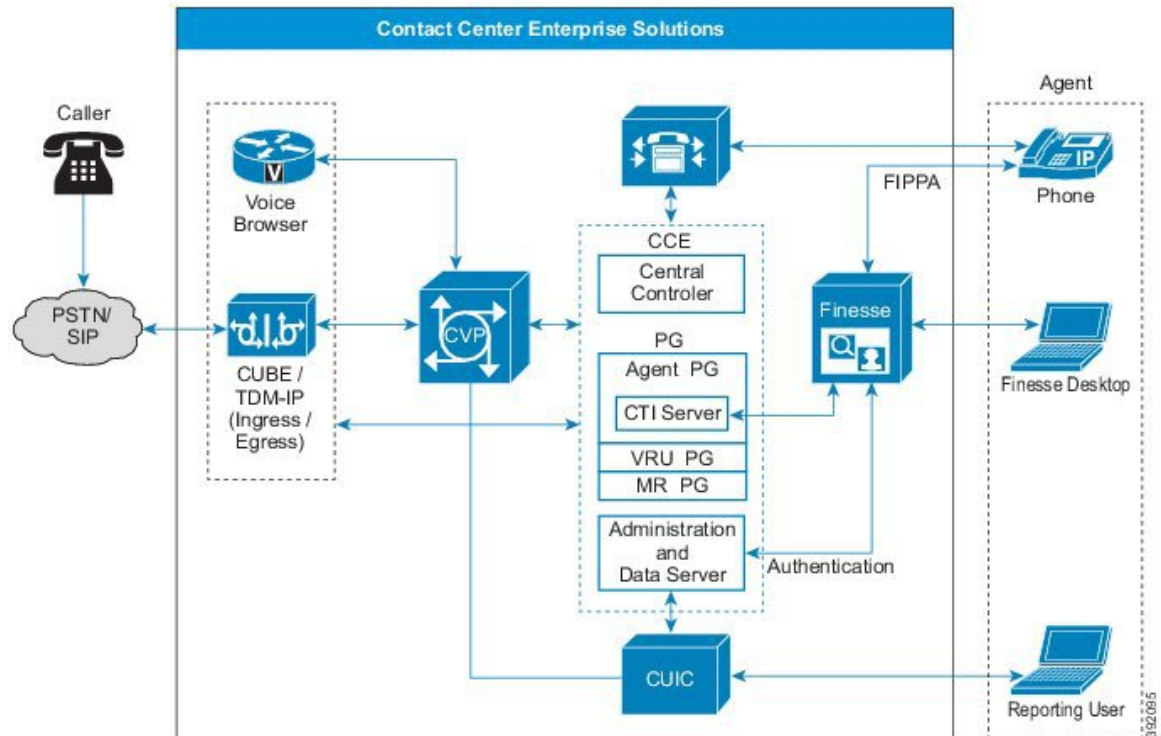 Contact Center Enterprise Solutions
Caller
PSTN/
SIP
V
Voice
Browser
CUBE /
TDM-IP
(Ingress /
Egress)
CVP
CCE
Central
Controler
PG
Agent PG
CTI Server
VRU PG
MR PG
Administration
and
Data Server
CUIC
Finesse
FIPPA
Authentication
Agent
IP
Phone
Finesse Desktop
Reporting User
392095